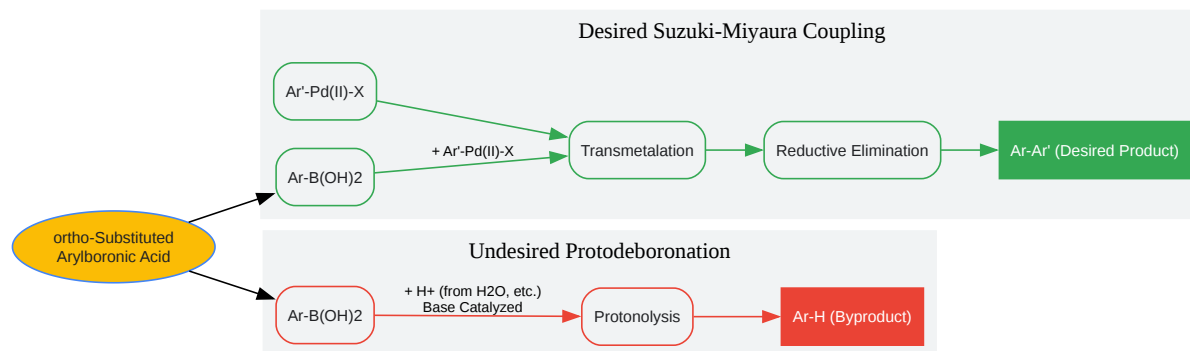 Desired Suzuki-Miyaura Coupling
Ar'-Pd(II)-X
Ar-B(OH)2
+ Ar'-Pd(II)-X
Transmetalation
Reductive Elimination
Ar-Ar' (Desired Product)
ortho-Substituted
Arylboronic Acid
Undesired Protodeboronation
Ar-B(OH)2
+ H+ (from H2O, etc.)
Base Catalyzed
Protonolysis
Ar-H (Byproduct)